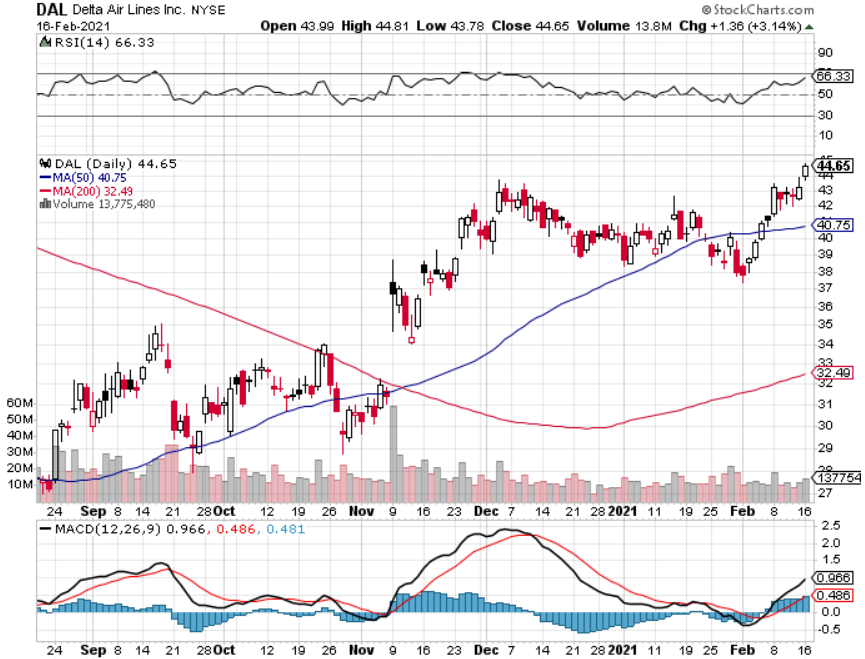 DAL Delta Air Lines Inc. NYSE © StockCharts.com
16-Feb-2021 Open 43.99 High 44.81 Low 43.78 Close 44.65 Volume 13.8M Chg +1.36 (+3.14%)
RSI(14) 66.33
90
66.33
50
30
10
DAL (Daily) 44.65
MA(50) 40.75
MA(200) 32.49
Volume 13,775,480
44.65
44
43
42
40.75
40
39
38
37
36
35
34
33
32.49
32
31
30
29
28
27
60M
50M
40M
30M
20M
10M
137754
24 Sep 8 14 21 28 Oct 12 19 26 Nov 9 16 23 Dec 7 14 21 28 2021 11 19 25 Feb 8 16
MACD(12,26,9) 0.966, 0.486, 0.481
2.5
2.0
1.5
0.966
0.486
0.0
-0.5
24 Sep 8 14 21 28 Oct 12 19 26 Nov 9 16 23 Dec 7 14 21 28 2021 11 19 25 Feb 8 16